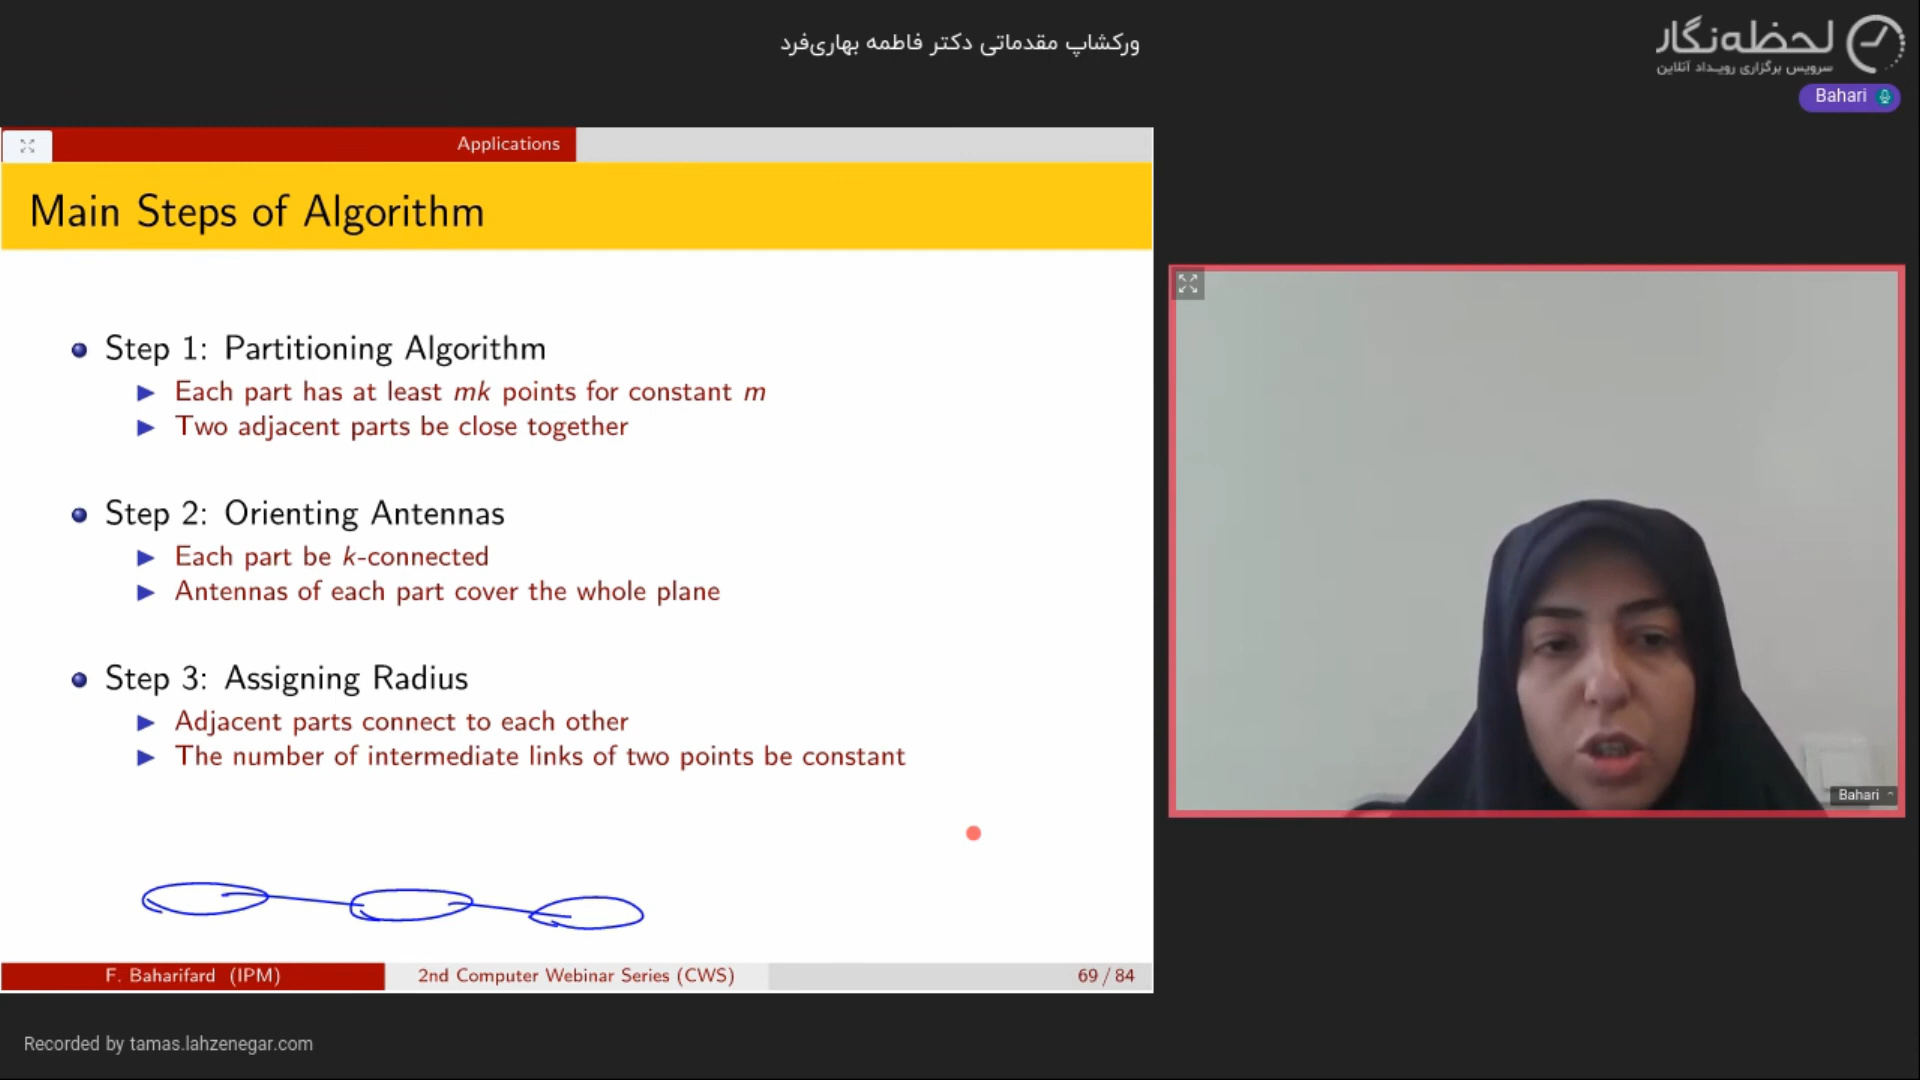 ورکشاپ مقدماتی دکتر فاطمه بهاری‌فرد
لحظه‌نگار
سرویس برگزاری رویداد آنلاین
Bahari
Applications
Main Steps of Algorithm
Step 1: Partitioning Algorithm
Each part has at least mk points for constant m
Two adjacent parts be close together
Step 2: Orienting Antennas
Each part be k-connected
Antennas of each part cover the whole plane
Step 3: Assigning Radius
Adjacent parts connect to each other
The number of intermediate links of two points be constant
F. Baharifard (IPM) 2nd Computer Webinar Series (CWS) 69 / 84
Bahari
Recorded by tamas.lahzenegar.com